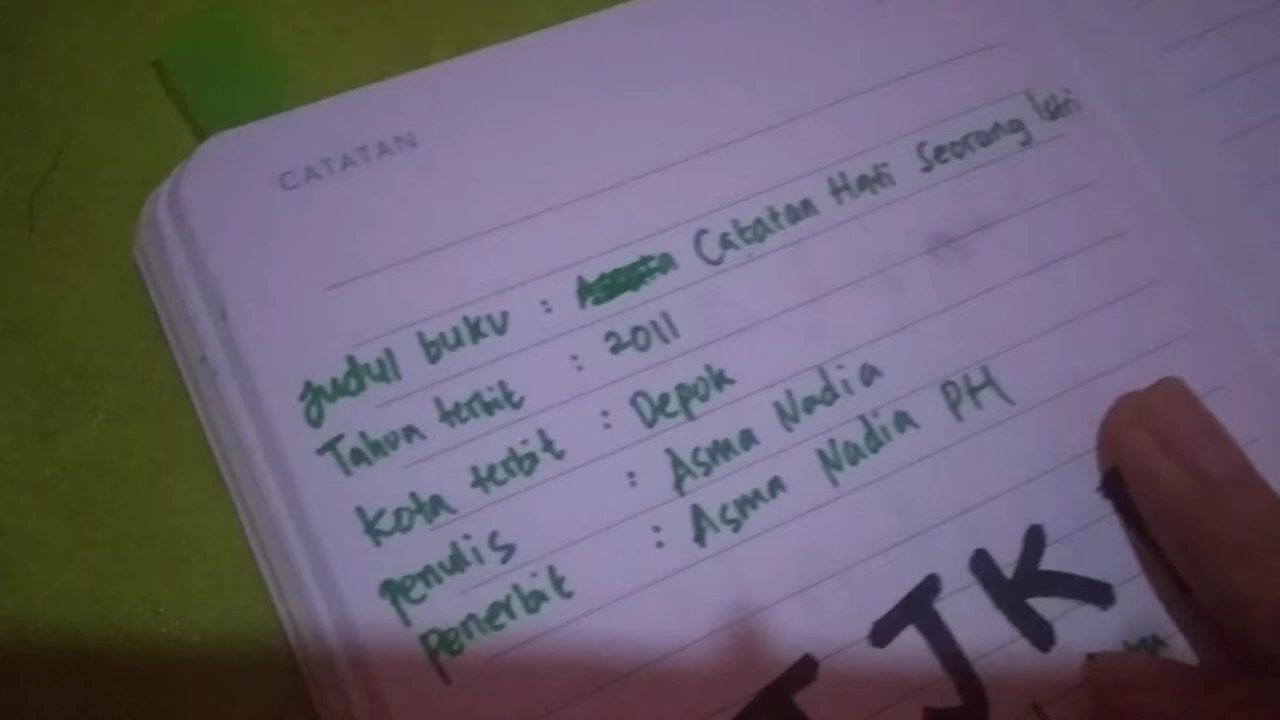 CATATAN
Judul buku : Catatan Hati Seorang Istri
Tahun terbit : 2011
Kota terbit : Depok
Penulis : Asma Nadia
Penerbit : Asma Nadia PH
JK